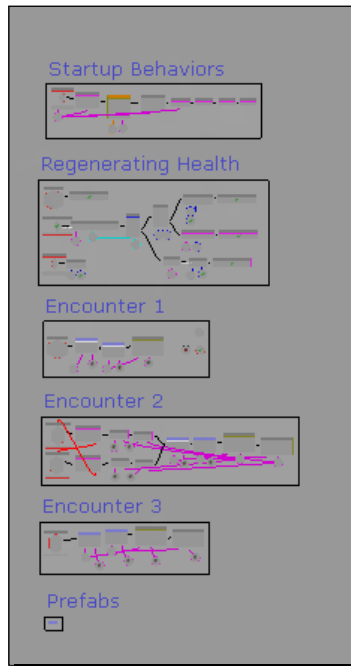 Startup Behaviors
Regenerating Health
Encounter 1
Encounter 2
Encounter 3
Prefabs